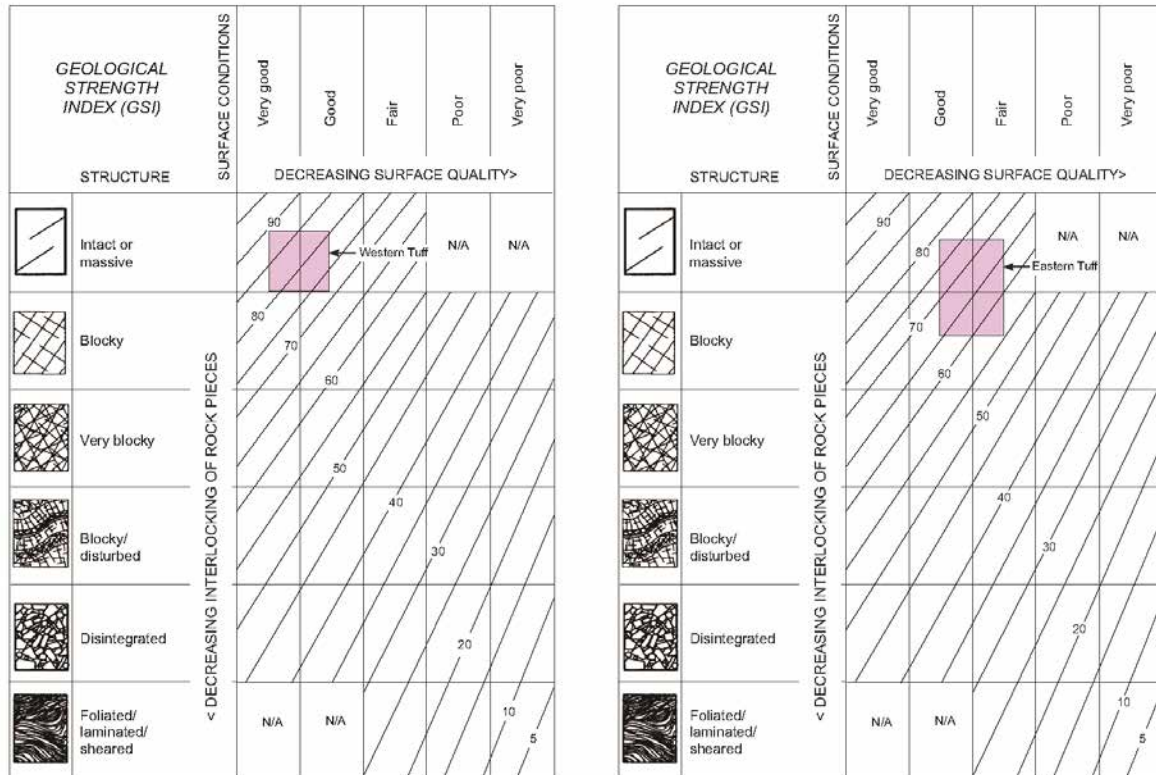 GEOLOGICAL
STRENGTH
INDEX (GSI)
SURFACE CONDITIONS
Very good
Good
Fair
Poor
Very poor
STRUCTURE
DECREASING SURFACE QUALITY>
Intact or
massive
Blocky
Very blocky
Blocky/
disturbed
Disintegrated
Foliated/
laminated/
sheared
< DECREASING INTERLOCKING OF ROCK PIECES
90
Western Tuff
N/A
N/A
80
70
60
50
40
30
20
N/A
N/A
10
5
GEOLOGICAL
STRENGTH
INDEX (GSI)
SURFACE CONDITIONS
Very good
Good
Fair
Poor
Very poor
STRUCTURE
DECREASING SURFACE QUALITY>
Intact or
massive
Blocky
Very blocky
Blocky/
disturbed
Disintegrated
Foliated/
laminated/
sheared
< DECREASING INTERLOCKING OF ROCK PIECES
90
80
N/A
N/A
Eastern Tuff
70
60
50
40
30
20
N/A
N/A
10
5